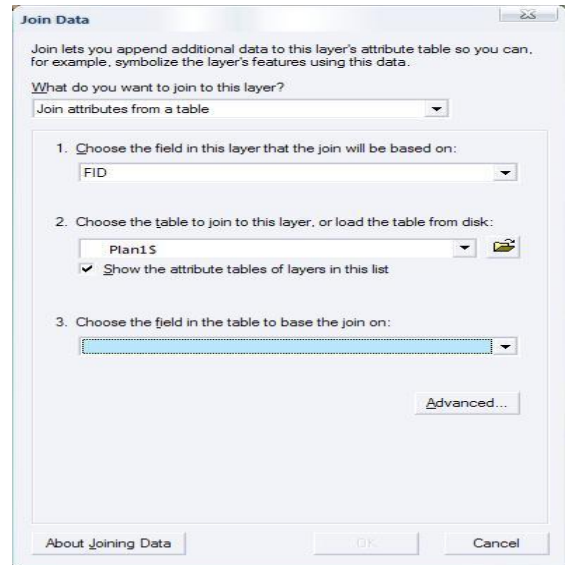 Join Data
Join lets you append additional data to this layer's attribute table so you can,
for example, symbolize the layer's features using this data.
What do you want to join to this layer?
Join attributes from a table
1. Choose the field in this layer that the join will be based on:
FID
2. Choose the table to join to this layer, or load the table from disk:
Plan1$
Show the attribute tables of layers in this list
3. Choose the field in the table to base the join on:
Advanced...
About Joining Data
OK
Cancel